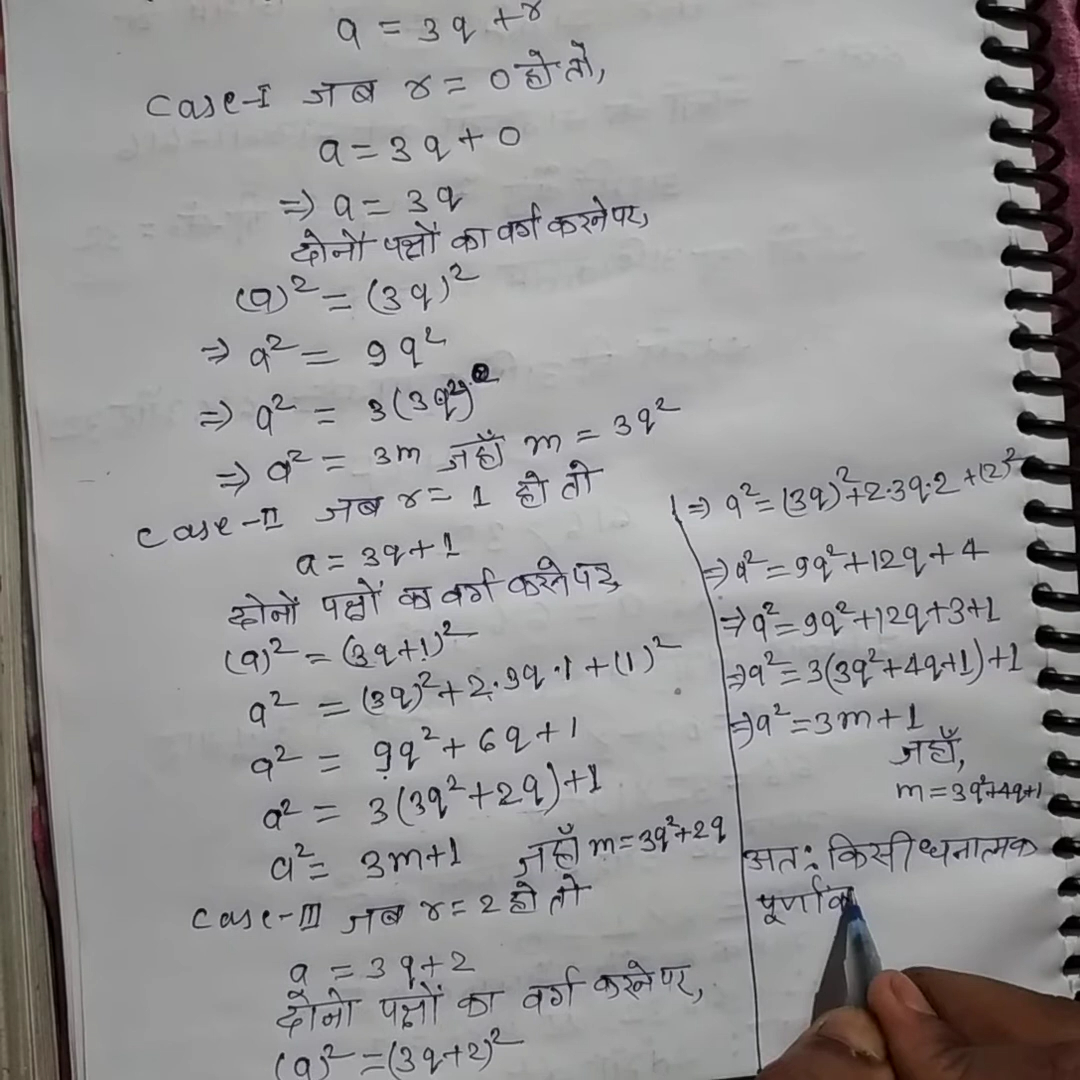 a = 3q + r
Case-I जब r = 0 हो तो,
a = 3q + 0
⇒ a = 3q
दोनों पक्षों का वर्ग करने पर,
(a)² = (3q)²
⇒ a² = 9q²
⇒ a² = 3(3q²)
⇒ a² = 3m जहाँ m = 3q²
Case-II जब r = 1 हो तो
a = 3q+1
दोनों पक्षों का वर्ग करने पर,
(a)² = (3q+1)²
a² = (3q)² + 2·3q·1 + (1)²
a² = 9q² + 6q + 1
a² = 3(3q² + 2q) + 1
a² = 3m+1 जहाँ m = 3q²+2q
Case-III जब r = 2 हो तो
a = 3q+2
दोनो पक्षों का वर्ग करने पर,
(a)² = (3q+2)²
⇒ a² = (3q)² + 2·3q·2 + (2)²
⇒ a² = 9q² + 12q + 4
⇒ a² = 9q² + 12q + 3 + 1
⇒ a² = 3(3q² + 4q + 1) + 1
⇒ a² = 3m + 1
जहाँ,
m = 3q²+4q+1
अतः किसी धनात्मक
पूर्णांक